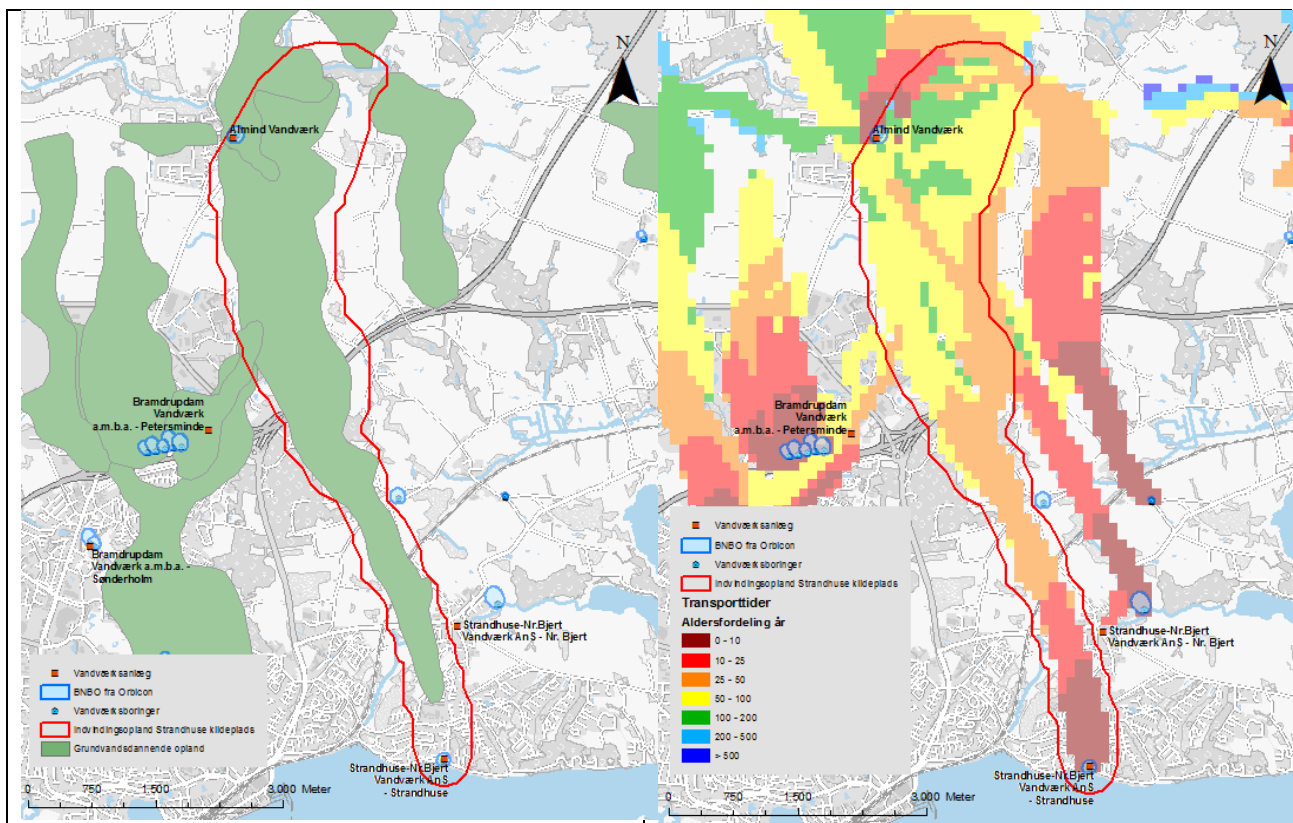 N
Almind Vandværk
Bramdrupdam
Vandværk
a.m.b.a. - Petersminde
Bramdrupdam
Vandværk a.m.b.a. -
Sønderholm
Strandhuse-Nr.Bjert
Vandværk AnS - Nr. Bjert
Vandværksanlæg
BNBO fra Orbicon
Vandværksboringer
Indvindingsopland Strandhuse kildeplads
Grundvandsdannende opland
Strandhuse-Nr.Bjert
Vandværk AnS
- Strandhuse
0 750 1.500 3.000 Meter
N
Almind Vandværk
Bramdrupdam
Vandværk
a.m.b.a. - Petersminde
Vandværksanlæg
BNBO fra Orbicon
Vandværksboringer
Indvindingsopland Strandhuse kildeplads
Transporttider
Aldersfordeling år
0 - 10
10 - 25
25 - 50
50 - 100
100 - 200
200 - 500
> 500
Strandhuse-Nr.Bjert
Vandværk AnS - Nr. Bjert
Strandhuse-Nr.Bjert
Vandværk AnS
- Strandhuse
0 750 1.500 3.000 Meter